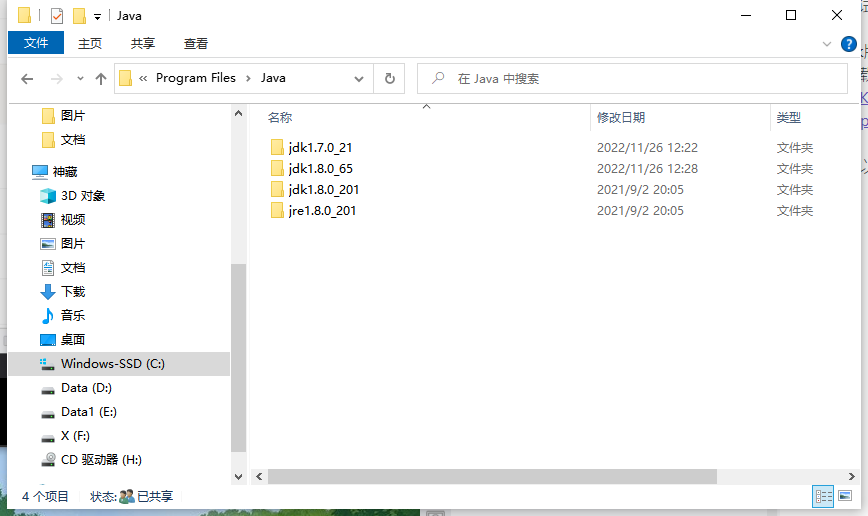 Java
文件 主页 共享 查看
« Program Files › Java
在 Java 中搜索
图片
文档
神藏
3D 对象
视频
图片
文档
下载
音乐
桌面
Windows-SSD (C:)
Data (D:)
Data1 (E:)
X (F:)
CD 驱动器 (H:)
名称 修改日期 类型
jdk1.7.0_21 2022/11/26 12:22 文件夹
jdk1.8.0_65 2022/11/26 12:28 文件夹
jdk1.8.0_201 2021/9/2 20:05 文件夹
jre1.8.0_201 2021/9/2 20:05 文件夹
4 个项目 状态: 已共享